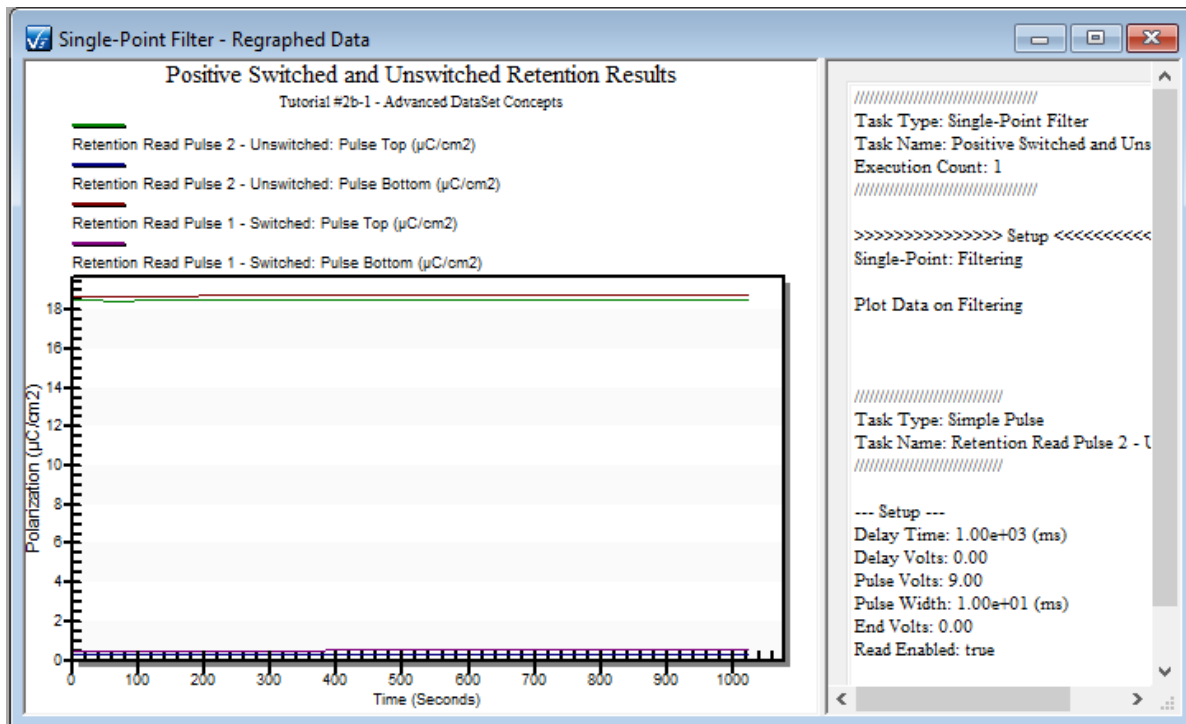 Single-Point Filter - Regraphed Data
Positive Switched and Unswitched Retention Results
Tutorial #2b-1 - Advanced DataSet Concepts
Retention Read Pulse 2 - Unswitched: Pulse Top (µC/cm2)
Retention Read Pulse 2 - Unswitched: Pulse Bottom (µC/cm2)
Retention Read Pulse 1 - Switched: Pulse Top (µC/cm2)
Retention Read Pulse 1 - Switched: Pulse Bottom (µC/cm2)
Polarization (µC/cm2)
18
16
14
12
10
8
6
4
2
0
0 100 200 300 400 500 600 700 800 900 1000
Time (Seconds)
/////////////////////////////////////
Task Type: Single-Point Filter
Task Name: Positive Switched and Uns
Execution Count: 1
/////////////////////////////////////
>>>>>>>>>>>>>>> Setup <<<<<<<<<<
Single-Point: Filtering
Plot Data on Filtering
//////////////////////////////
Task Type: Simple Pulse
Task Name: Retention Read Pulse 2 - U
//////////////////////////////
--- Setup ---
Delay Time: 1.00e+03 (ms)
Delay Volts: 0.00
Pulse Volts: 9.00
Pulse Width: 1.00e+01 (ms)
End Volts: 0.00
Read Enabled: true